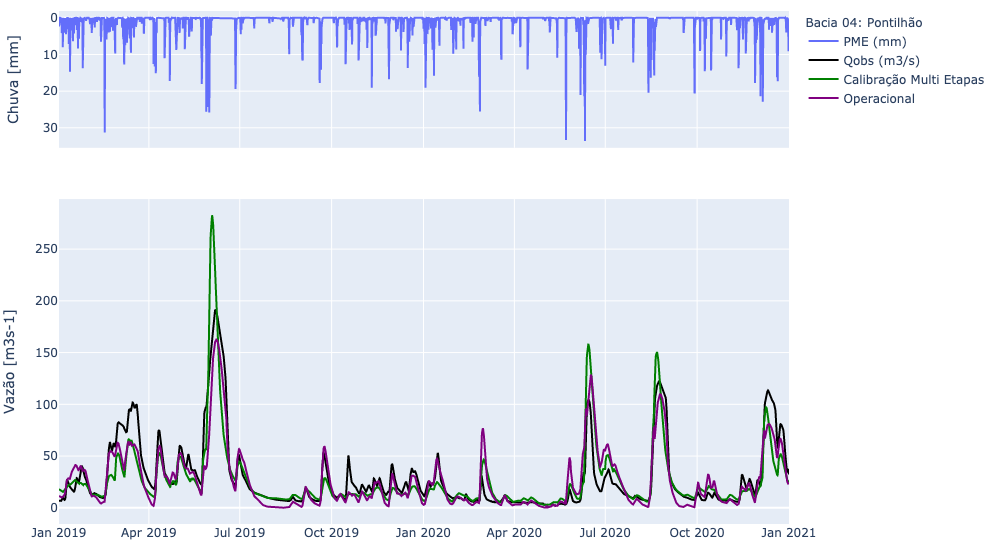 Bacia 04: Pontilhão
PME (mm)
Qobs (m3/s)
Calibração Multi Etapas
Operacional
Chuva [mm]
0
10
20
30
Vazão [m3s-1]
250
200
150
100
50
0
Jan 2019
Apr 2019
Jul 2019
Oct 2019
Jan 2020
Apr 2020
Jul 2020
Oct 2020
Jan 2021